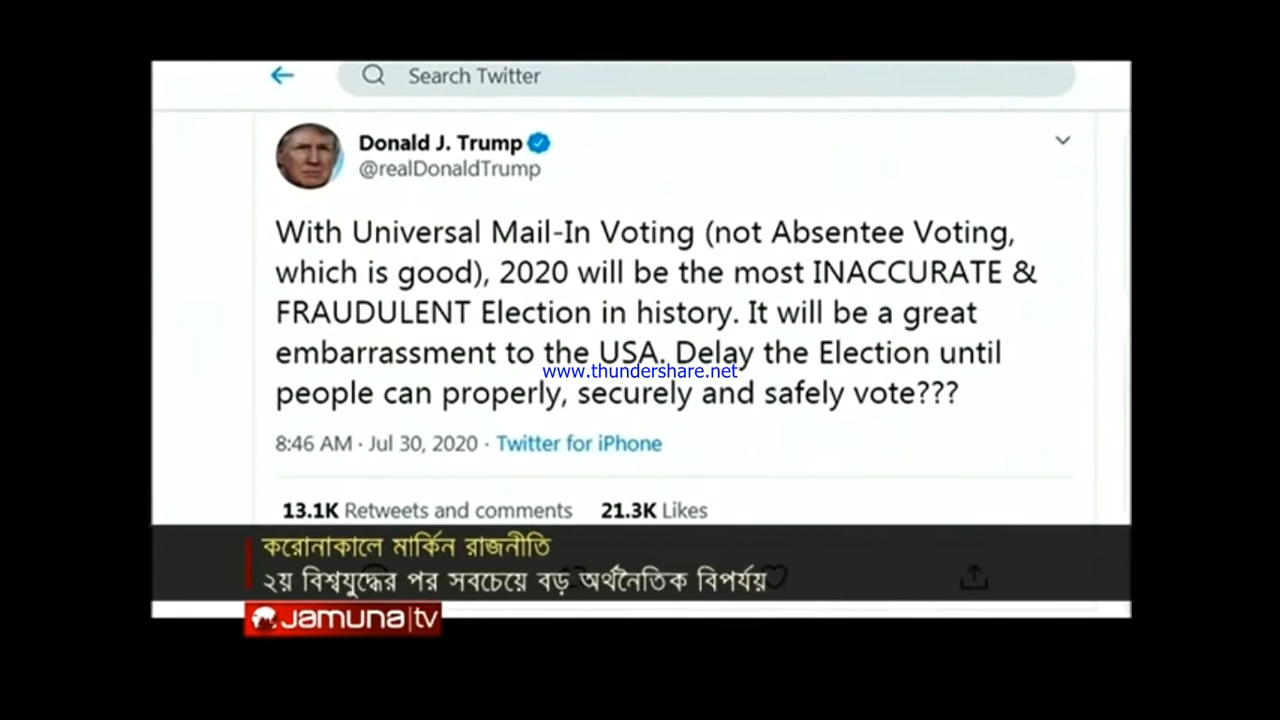 Search Twitter
Donald J. Trump
@realDonaldTrump
With Universal Mail-In Voting (not Absentee Voting,
which is good), 2020 will be the most INACCURATE &
FRAUDULENT Election in history. It will be a great
embarrassment to the USA. Delay the Election until
www.thundershare.net
people can properly, securely and safely vote???
8:46 AM · Jul 30, 2020 · Twitter for iPhone
13.1K Retweets and comments 21.3K Likes
করোনাকালে মার্কিন রাজনীতি
২য় বিশ্বযুদ্ধের পর সবচেয়ে বড় অর্থনৈতিক বিপর্যয়
Jamuna|tv